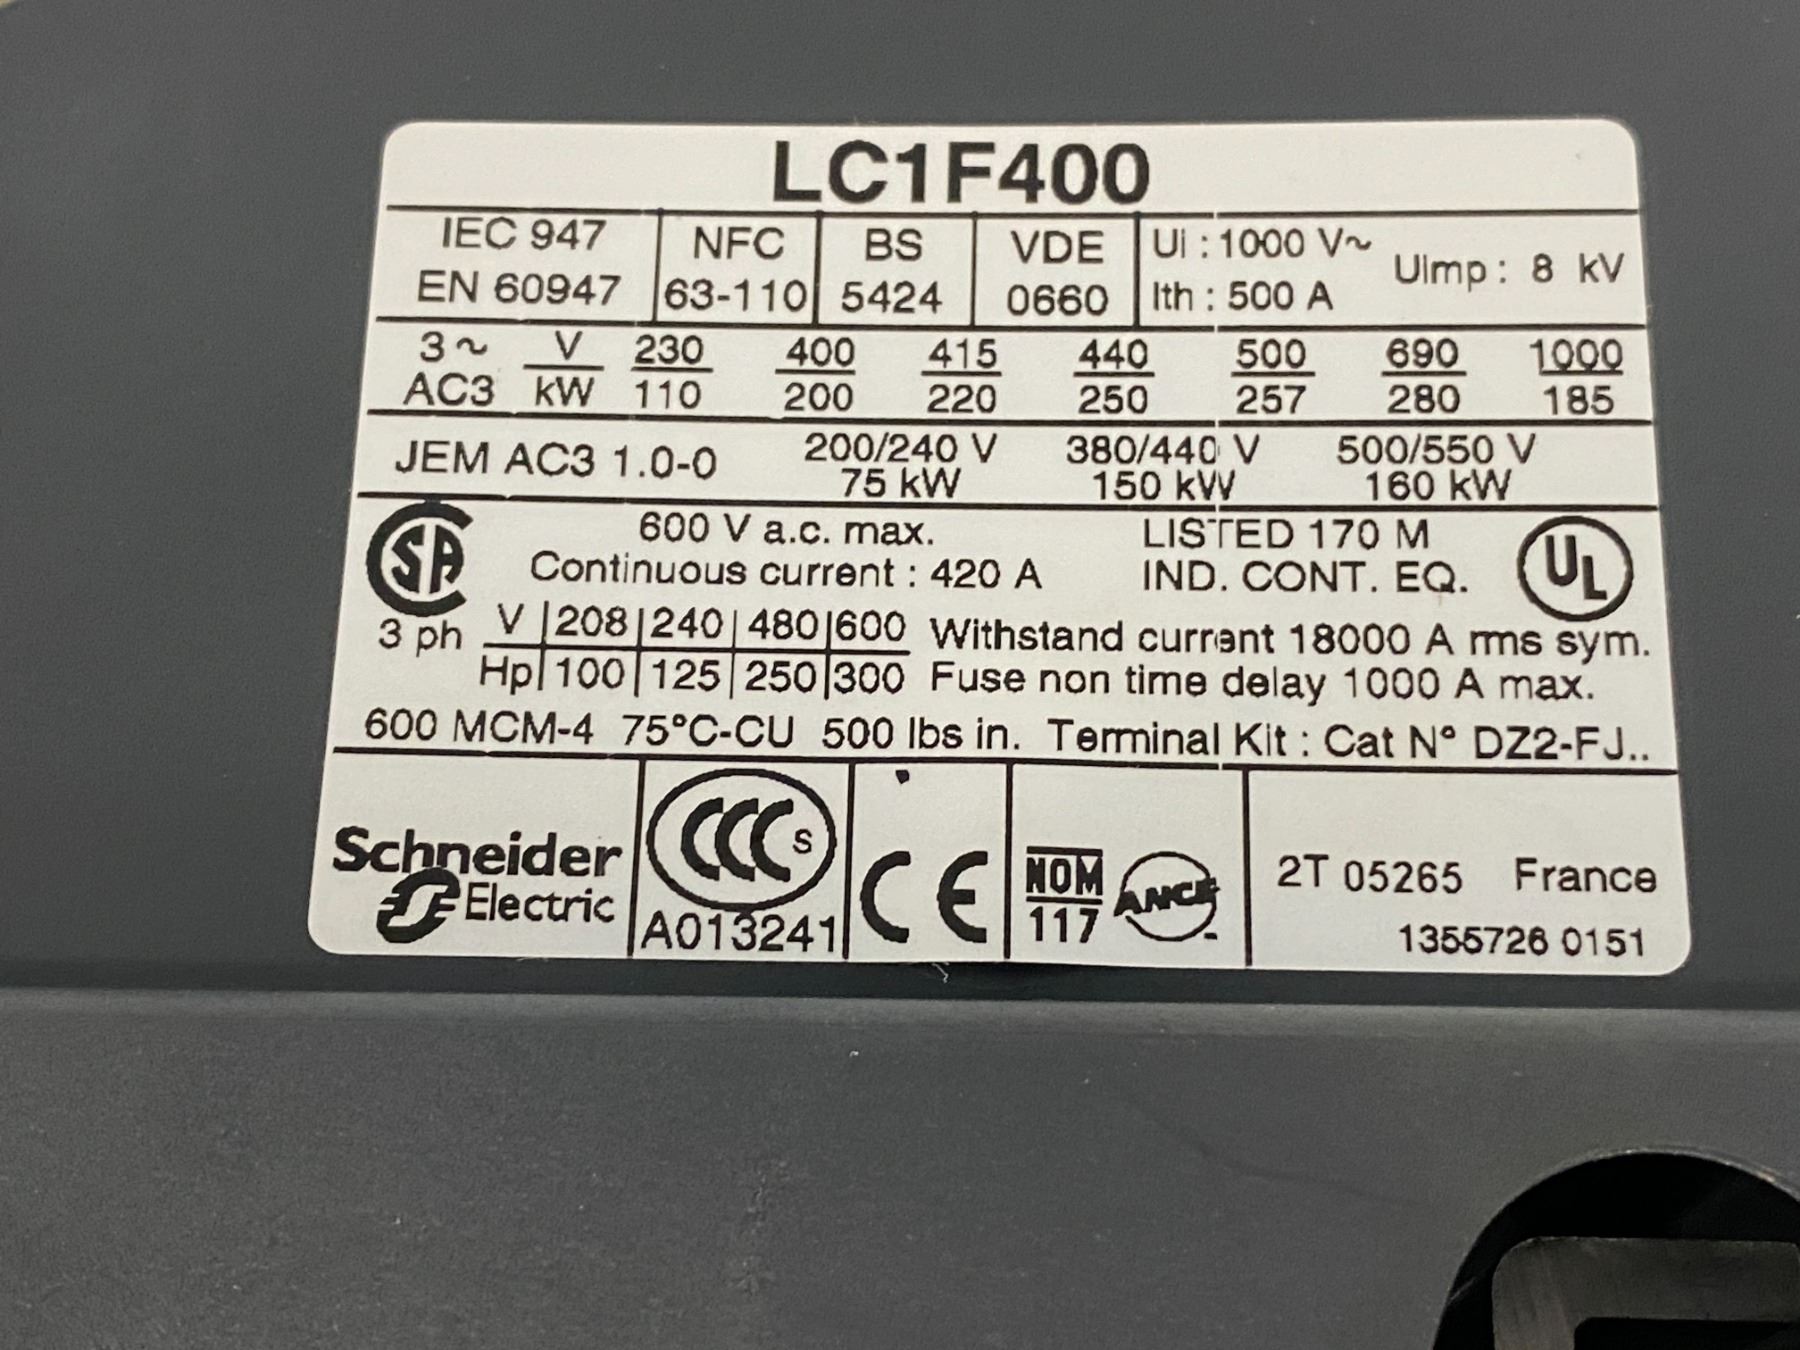 LC1F400
IEC 947
EN 60947
NFC
63-110
BS
5424
VDE
0660
Ui : 1000 V~
Ith : 500 A
UImp : 8 kV
3~ V 230 400 415 440 500 690 1000
AC3 kW 110 200 220 250 257 280 185
JEM AC3 1.0-0
200/240 V 380/440 V 500/550 V
75 kW 150 kW 160 kW
SA
600 V a.c. max.
Continuous current : 420 A
LISTED 170 M
IND. CONT. EQ.
UL
3 ph
V 208 240 480 600
Hp 100 125 250 300
Withstand current 18000 A rms sym.
Fuse non time delay 1000 A max.
600 MCM-4 75°C-CU 500 lbs in. Terminal Kit : Cat N° DZ2-FJ..
Schneider
Electric
CCC S
A013241
CE
NOM
117
ANCE
2T 05265 France
1355726 0151